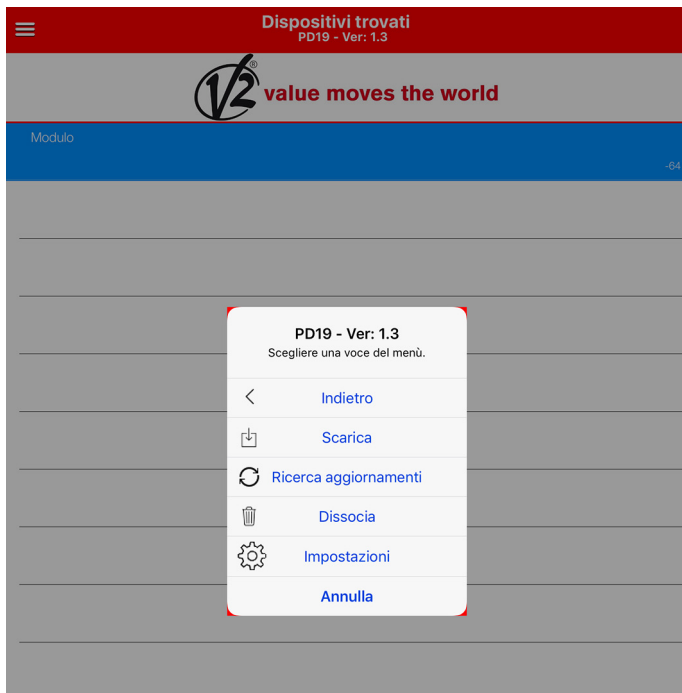 Dispositivi trovati
PD19 - Ver: 1.3
V2® value moves the world
Modulo
-64
PD19 - Ver: 1.3
Scegliere una voce del menù.
Indietro
Scarica
Ricerca aggiornamenti
Dissocia
Impostazioni
Annulla